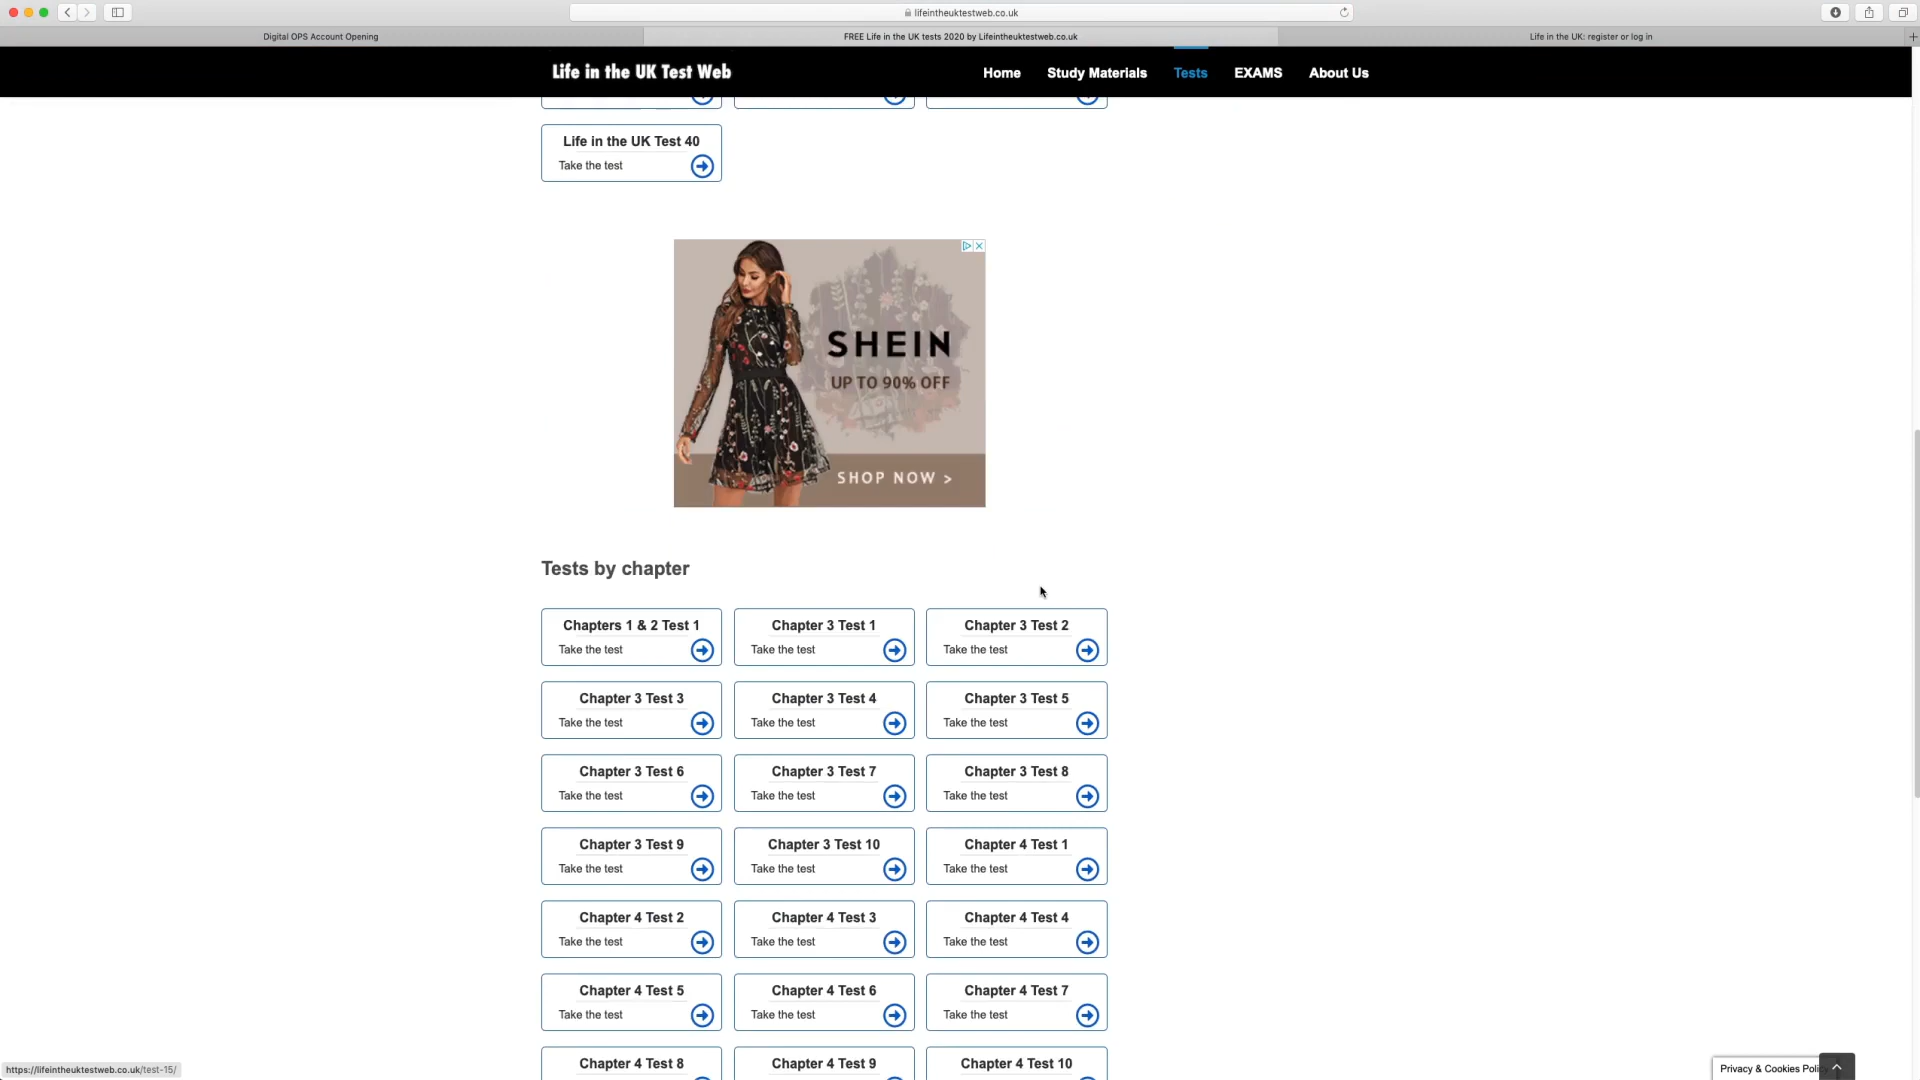 lifeintheuktestweb.co.uk
Digital OPS Account Opening
FREE Life in the UK tests 2020 by Lifeintheuktestweb.co.uk
Life in the UK: register or log in
Life in the UK Test Web
Home
Study Materials
Tests
EXAMS
About Us
Life in the UK Test 40
Take the test
SHEIN
UP TO 90% OFF
SHOP NOW >
Tests by chapter
Chapters 1 & 2 Test 1
Take the test
Chapter 3 Test 1
Take the test
Chapter 3 Test 2
Take the test
Chapter 3 Test 3
Take the test
Chapter 3 Test 4
Take the test
Chapter 3 Test 5
Take the test
Chapter 3 Test 6
Take the test
Chapter 3 Test 7
Take the test
Chapter 3 Test 8
Take the test
Chapter 3 Test 9
Take the test
Chapter 3 Test 10
Take the test
Chapter 4 Test 1
Take the test
Chapter 4 Test 2
Take the test
Chapter 4 Test 3
Take the test
Chapter 4 Test 4
Take the test
Chapter 4 Test 5
Take the test
Chapter 4 Test 6
Take the test
Chapter 4 Test 7
Take the test
Chapter 4 Test 8
Chapter 4 Test 9
Chapter 4 Test 10
https://lifeintheuktestweb.co.uk/test-15/
Privacy & Cookies Policy